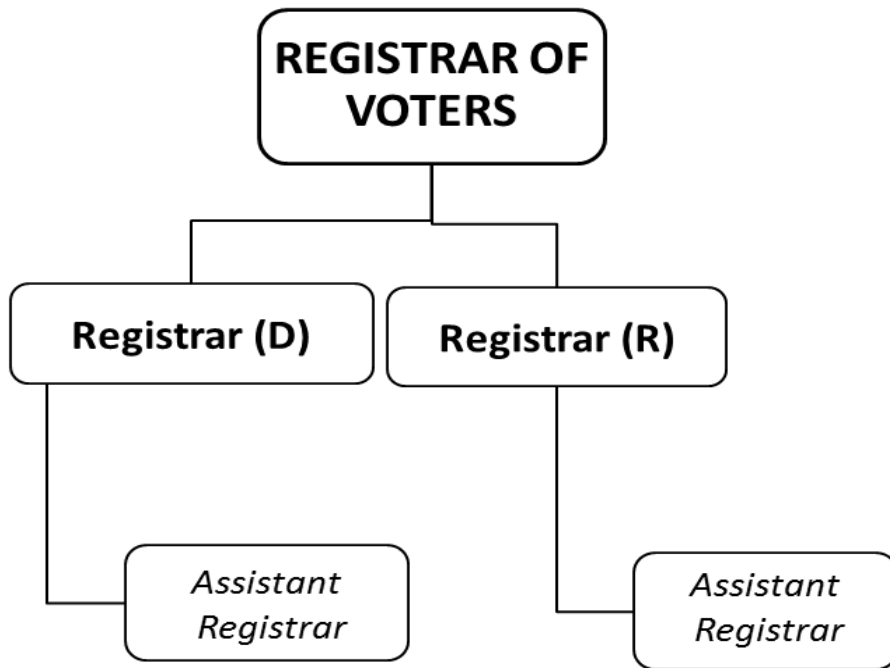 REGISTRAR OF
VOTERS
Registrar (D)
Registrar (R)
Assistant
Registrar
Assistant
Registrar